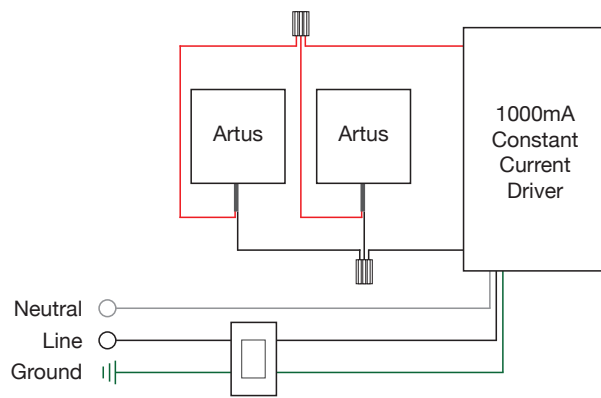 Artus
Artus
1000mA
Constant
Current
Driver
Neutral
Line
Ground